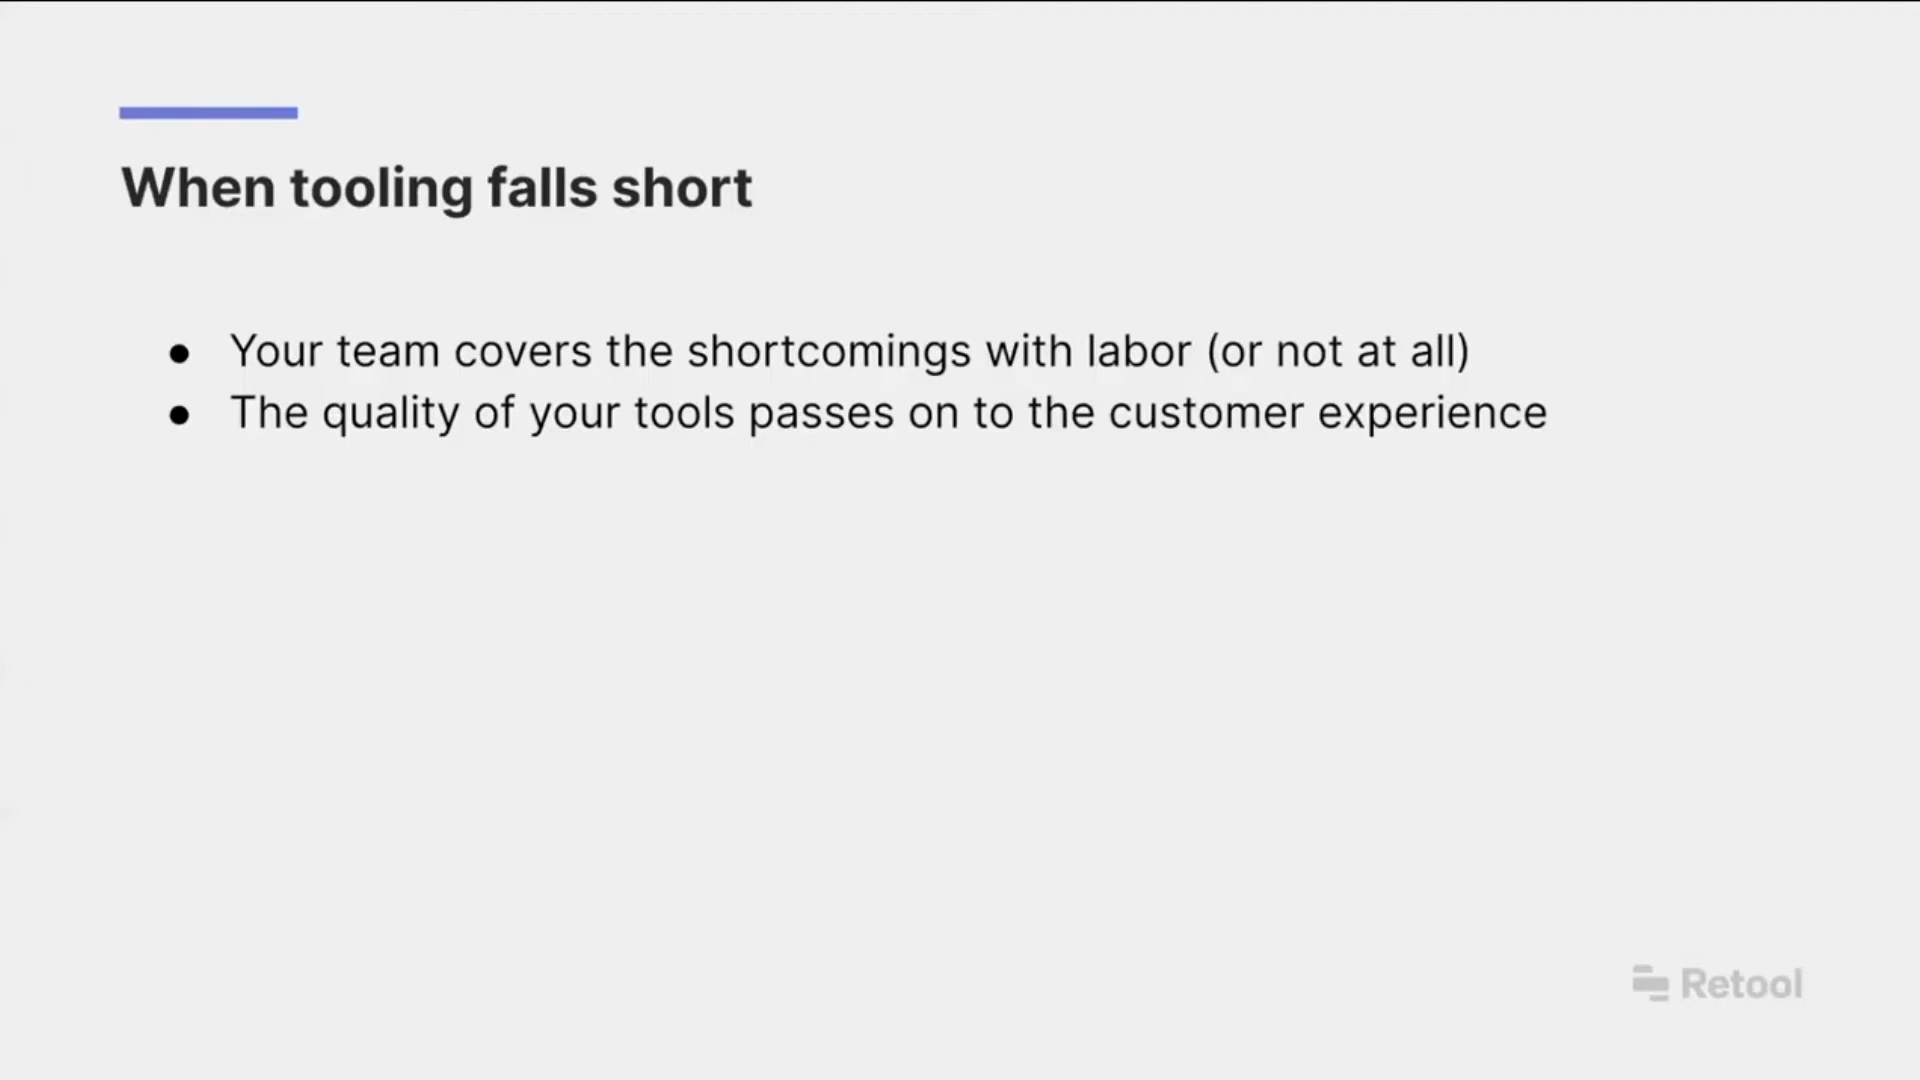 When tooling falls short
● Your team covers the shortcomings with labor (or not at all)
● The quality of your tools passes on to the customer experience
Retool